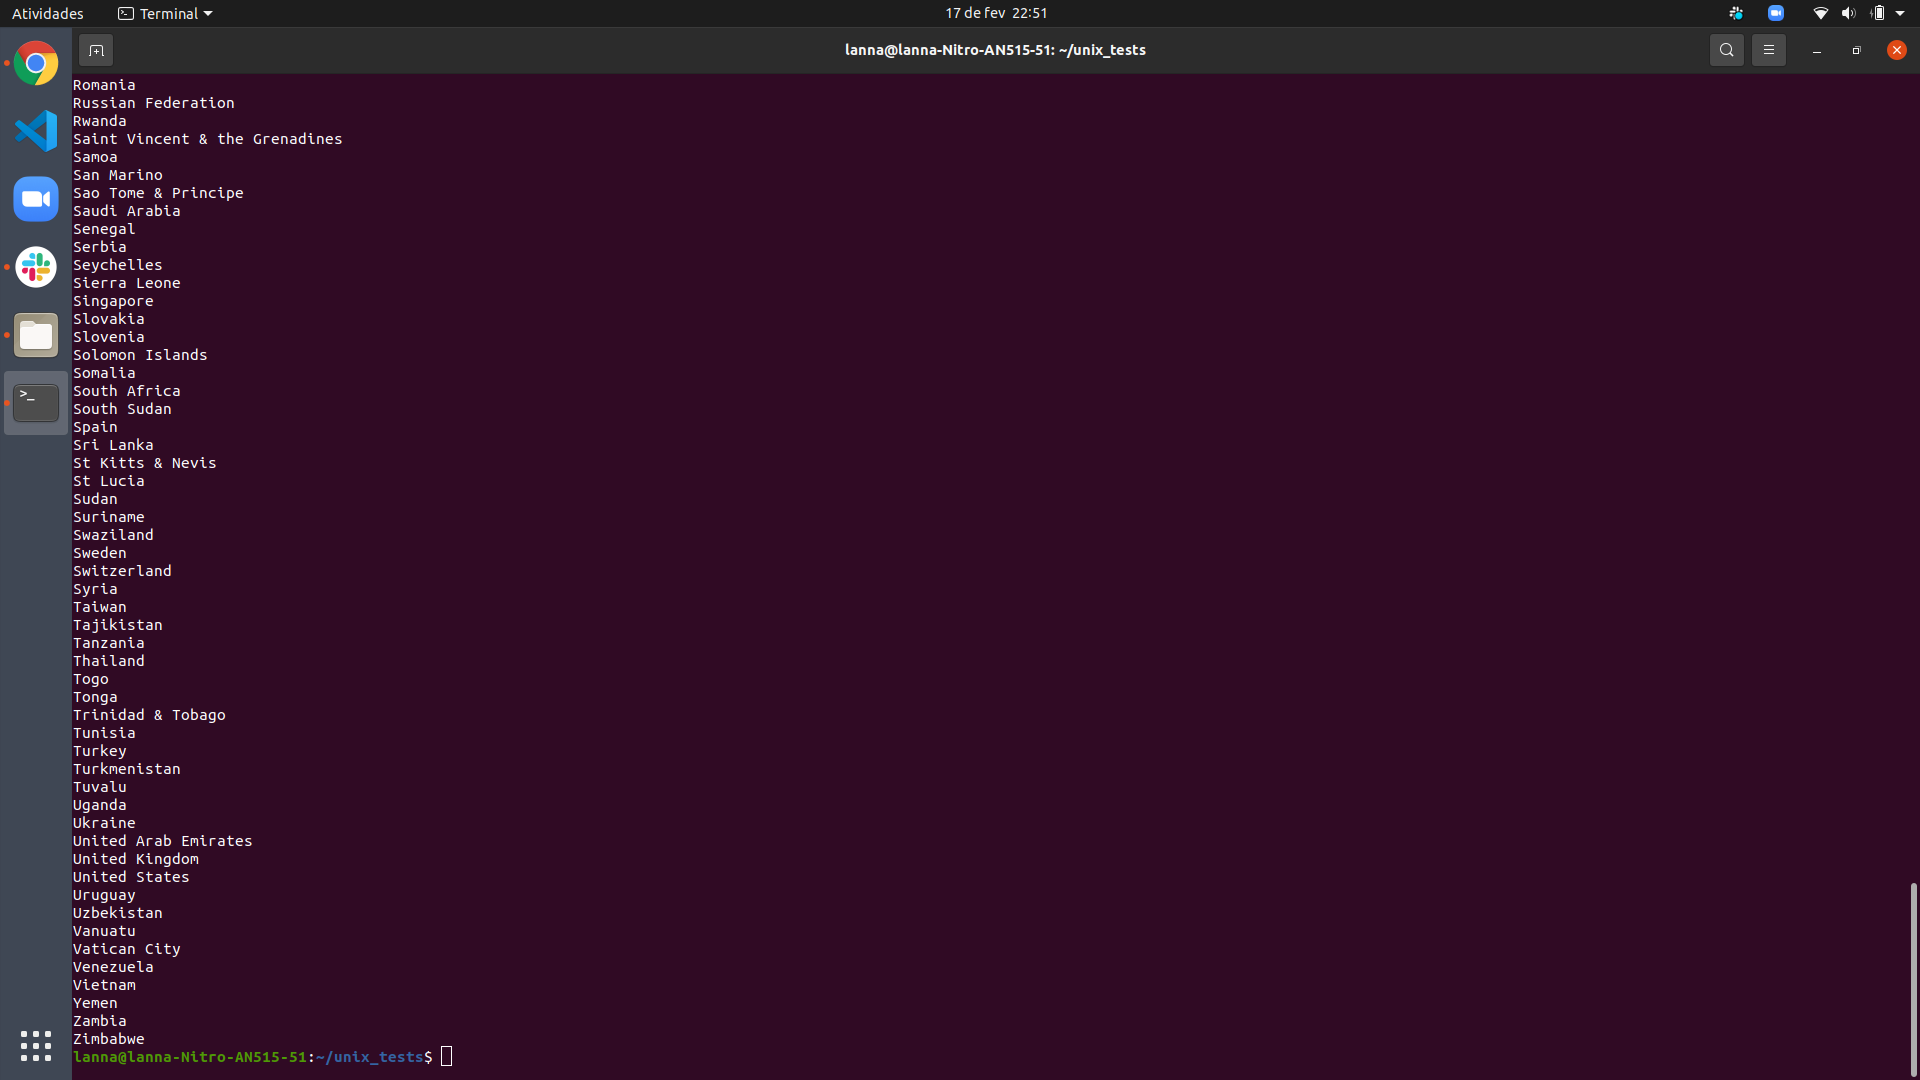 Atividades Terminal 17 de fev 22:51
lanna@lanna-Nitro-AN515-51: ~/unix_tests
Romania
Russian Federation
Rwanda
Saint Vincent & the Grenadines
Samoa
San Marino
Sao Tome & Principe
Saudi Arabia
Senegal
Serbia
Seychelles
Sierra Leone
Singapore
Slovakia
Slovenia
Solomon Islands
Somalia
South Africa
South Sudan
Spain
Sri Lanka
St Kitts & Nevis
St Lucia
Sudan
Suriname
Swaziland
Sweden
Switzerland
Syria
Taiwan
Tajikistan
Tanzania
Thailand
Togo
Tonga
Trinidad & Tobago
Tunisia
Turkey
Turkmenistan
Tuvalu
Uganda
Ukraine
United Arab Emirates
United Kingdom
United States
Uruguay
Uzbekistan
Vanuatu
Vatican City
Venezuela
Vietnam
Yemen
Zambia
Zimbabwe
lanna@lanna-Nitro-AN515-51:~/unix_tests$